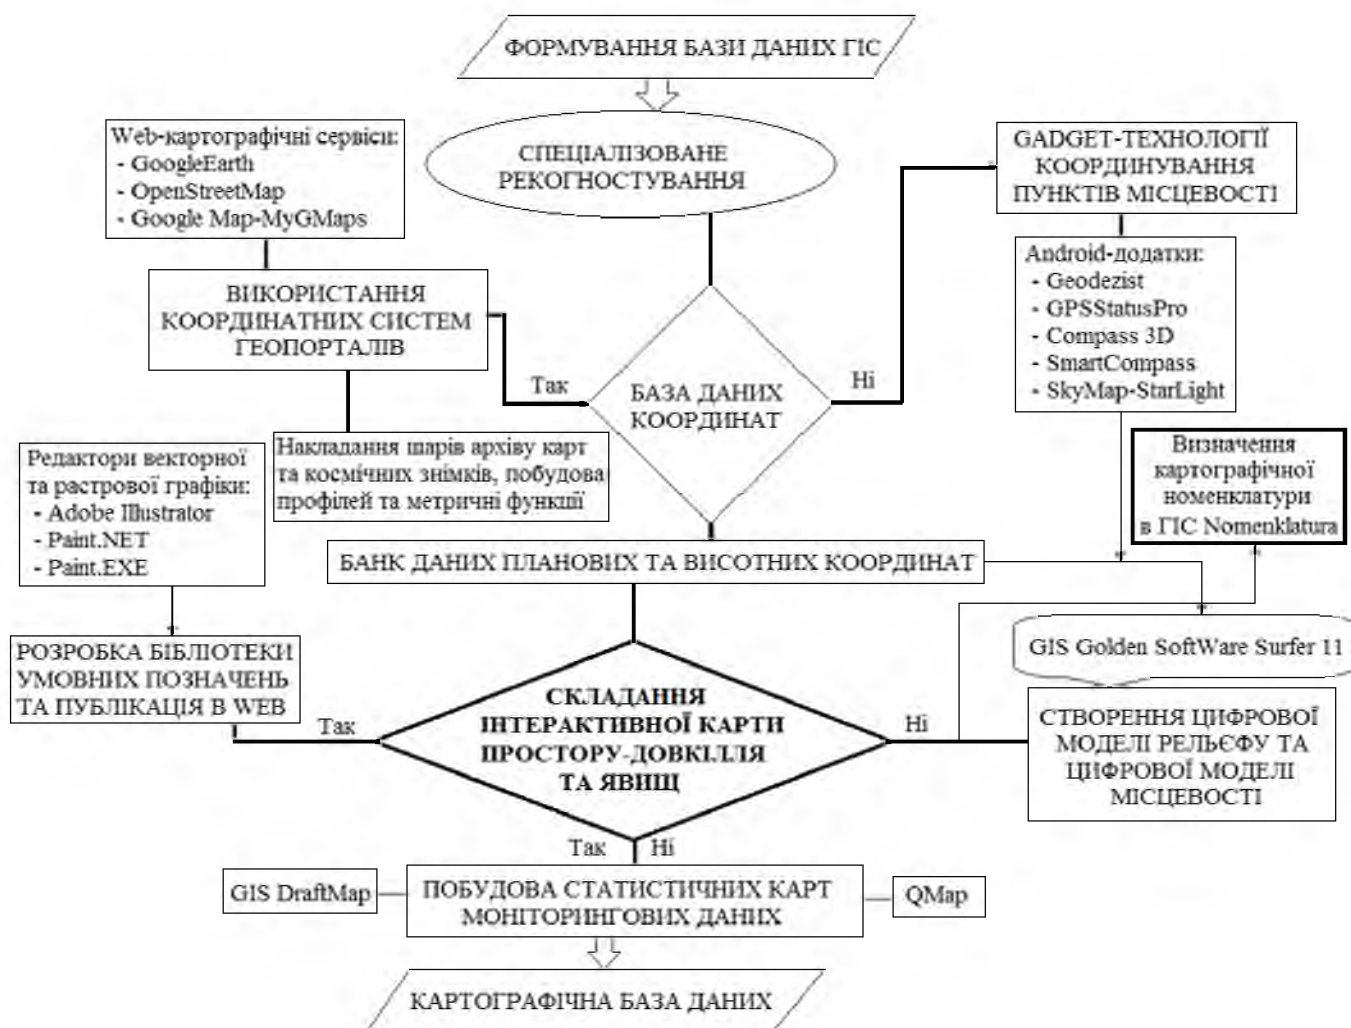 ФОРМУВАННЯ БАЗИ ДАНИХ ГІС
СПЕЦІАЛІЗОВАНЕ
РЕКОГНОСТУВАННЯ
Web-картографічні сервіси:
- GoogleEarth
- OpenStreetMap
- Google Map-MyGMaps
GADGET-ТЕХНОЛОГІЇ
КООРДИНУВАННЯ
ПУНКТІВ МІСЦЕВОСТІ
ВИКОРИСТАННЯ
КООРДИНАТНИХ СИСТЕМ
ГЕОПОРТАЛІВ
Android-додатки:
- Geodezist
- GPSStatusPro
- Compass 3D
- SmartCompass
- SkyMap-StarLight
Так
БАЗА ДАНИХ
КООРДИНАТ
Ні
Накладання шарів архіву карт
та космічних знімків, побудова
профілей та метричні функції
Редактори векторної
та растрової графіки:
- Adobe Illustrator
- Paint.NET
- Paint.EXE
Визначення
картографічної
номенклатури
в ГІС Nomenklatura
БАНК ДАНИХ ПЛАНОВИХ ТА ВИСОТНИХ КООРДИНАТ
РОЗРОБКА БІБЛІОТЕКИ
УМОВНИХ ПОЗНАЧЕНЬ
ТА ПУБЛІКАЦІЯ В WEB
GIS Golden SoftWare Surfer 11
Так
СКЛАДАННЯ
ІНТЕРАКТИВНОЇ КАРТИ
ПРОСТОРУ-ДОВКІЛЛЯ
ТА ЯВИЩ
Ні
СТВОРЕННЯ ЦИФРОВОЇ
МОДЕЛІ РЕЛЬЄФУ ТА
ЦИФРОВОЇ МОДЕЛІ
МІСЦЕВОСТІ
Так Ні
GIS DraftMap
ПОБУДОВА СТАТИСТИЧНИХ КАРТ
МОНІТОРИНГОВИХ ДАНИХ
QMap
КАРТОГРАФІЧНА БАЗА ДАНИХ